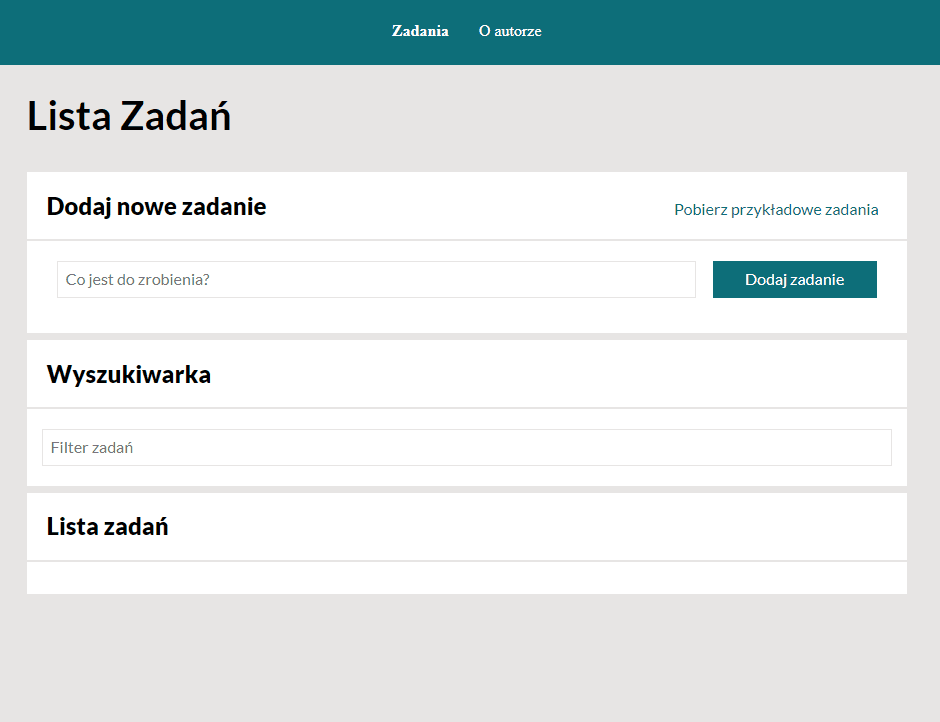 Zadania O autorze
Lista Zadań
Dodaj nowe zadanie Pobierz przykładowe zadania
Co jest do zrobienia? Dodaj zadanie
Wyszukiwarka
Filter zadań
Lista zadań